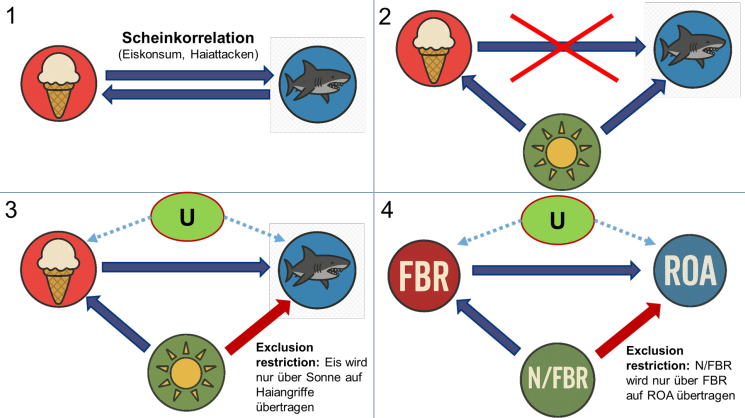 1
Scheinkorrelation
(Eiskonsum, Haiattacken)
2
3
U
Exclusion
restriction: Eis wird
nur über Sonne auf
Haiangriffe
übertragen
4
U
FBR
ROA
N/FBR
Exclusion
restriction: N/FBR
wird nur über FBR
auf ROA übertragen